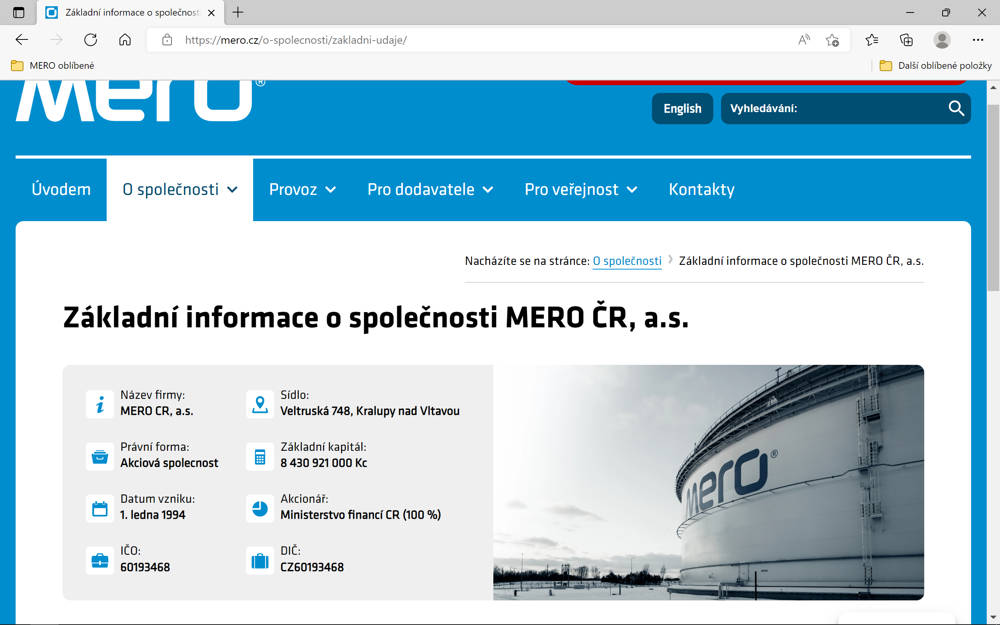 Základní informace o společnosti
https://mero.cz/o-spolecnosti/zakladni-udaje/
MERO oblíbené
Další oblíbené položky
mero®
English
Vyhledávání:
Úvodem
O společnosti
Provoz
Pro dodavatele
Pro veřejnost
Kontakty
Nacházíte se na stránce: O společnosti › Základní informace o společnosti MERO ČR, a.s.
Základní informace o společnosti MERO ČR, a.s.
Název firmy:
MERO CR, a.s.
Sídlo:
Veltruská 748, Kralupy nad Vltavou
Právní forma:
Akciová spolecnost
Základní kapitál:
8 430 921 000 Kc
Datum vzniku:
1. ledna 1994
Akcionář:
Ministerstvo financí CR (100 %)
IČO:
60193468
DIČ:
CZ60193468
mero®